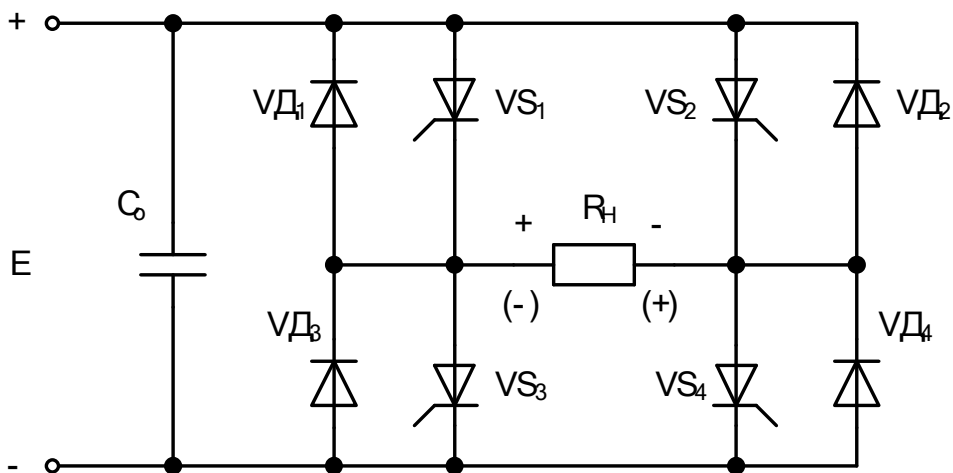 +
VД1 VS1 VS2 VД2
Co
+ RH -
E
(-) (+)
VД3 VД4
VS3 VS4
-